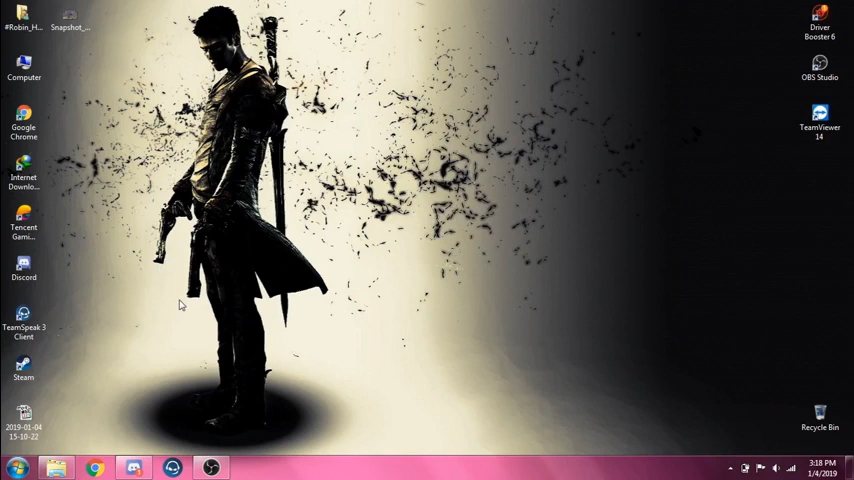 #Robin_H...
Snapshot_...
Computer
Google
Chrome
Internet
Downlo...
Tencent
Gami...
Discord
TeamSpeak 3
Client
Steam
2019-01-04
15-10-22
Driver
Booster 6
OBS Studio
TeamViewer
14
Recycle Bin
3:18 PM
1/4/2019